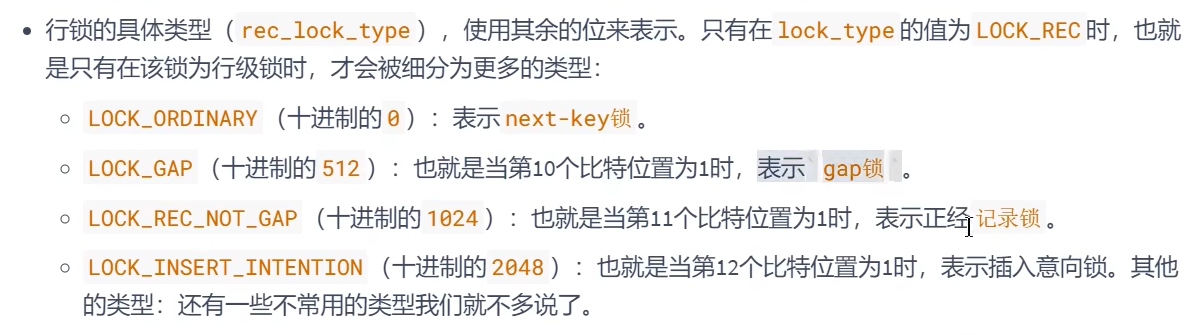 行锁的具体类型（rec_lock_type），使用其余的位来表示。只有在lock_type的值为LOCK_REC时，也就
是只有在该锁为行级锁时，才会被细分为更多的类型：
LOCK_ORDINARY（十进制的0）：表示next-key锁。
LOCK_GAP（十进制的512）：也就是当第10个比特位置为1时，表示`gap锁`。
LOCK_REC_NOT_GAP（十进制的1024）：也就是当第11个比特位置为1时，表示正经记录锁。
LOCK_INSERT_INTENTION（十进制的2048）：也就是当第12个比特位置为1时，表示插入意向锁。其他
的类型：还有一些不常用的类型我们就不多说了。